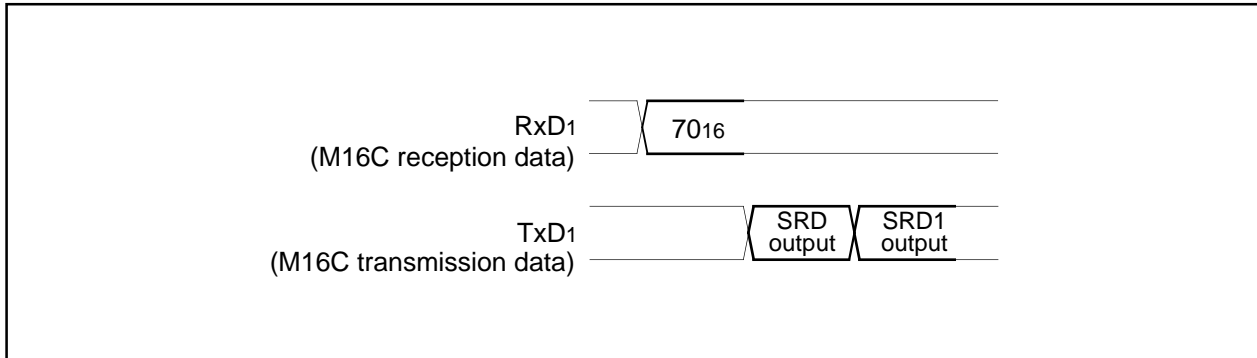 RxD1
(M16C reception data)
7016
TxD1
(M16C transmission data)
SRD
output
SRD1
output